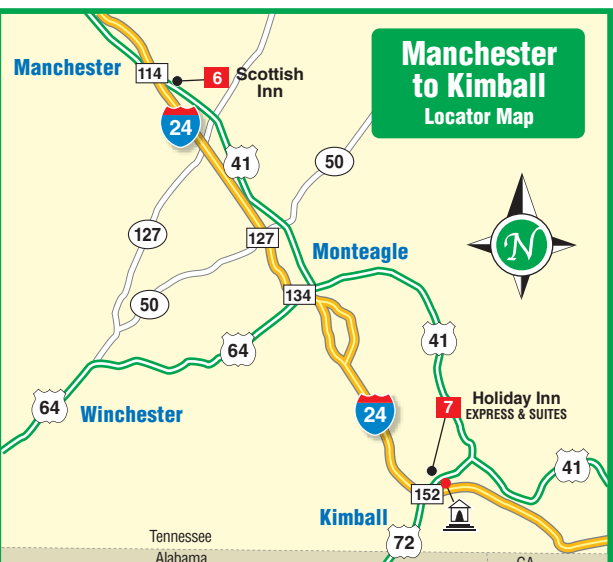 Manchester
to Kimball
Locator Map
Manchester
114
6
Scottish
Inn
24
41
50
127
127
Monteagle
N
50
134
64
41
64
Winchester
24
7
Holiday Inn
EXPRESS & SUITES
41
152
Kimball
72
Tennessee
Alabama
GA